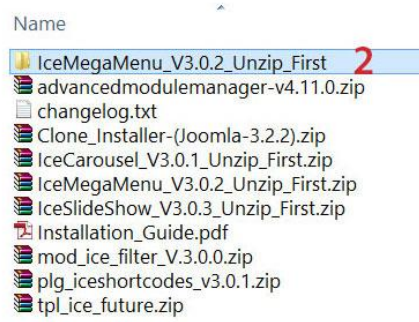 Name
IceMegaMenu_V3.0.2_Unzip_First 2
advancedmodulemanager-v4.11.0.zip
changelog.txt
Clone_Installer-(Joomla-3.2.2).zip
IceCarousel_V3.0.1_Unzip_First.zip
IceMegaMenu_V3.0.2_Unzip_First.zip
IceSlideShow_V3.0.3_Unzip_First.zip
Installation_Guide.pdf
mod_ice_filter_V.3.0.0.zip
plg_iceshortcodes_v3.0.1.zip
tpl_ice_future.zip